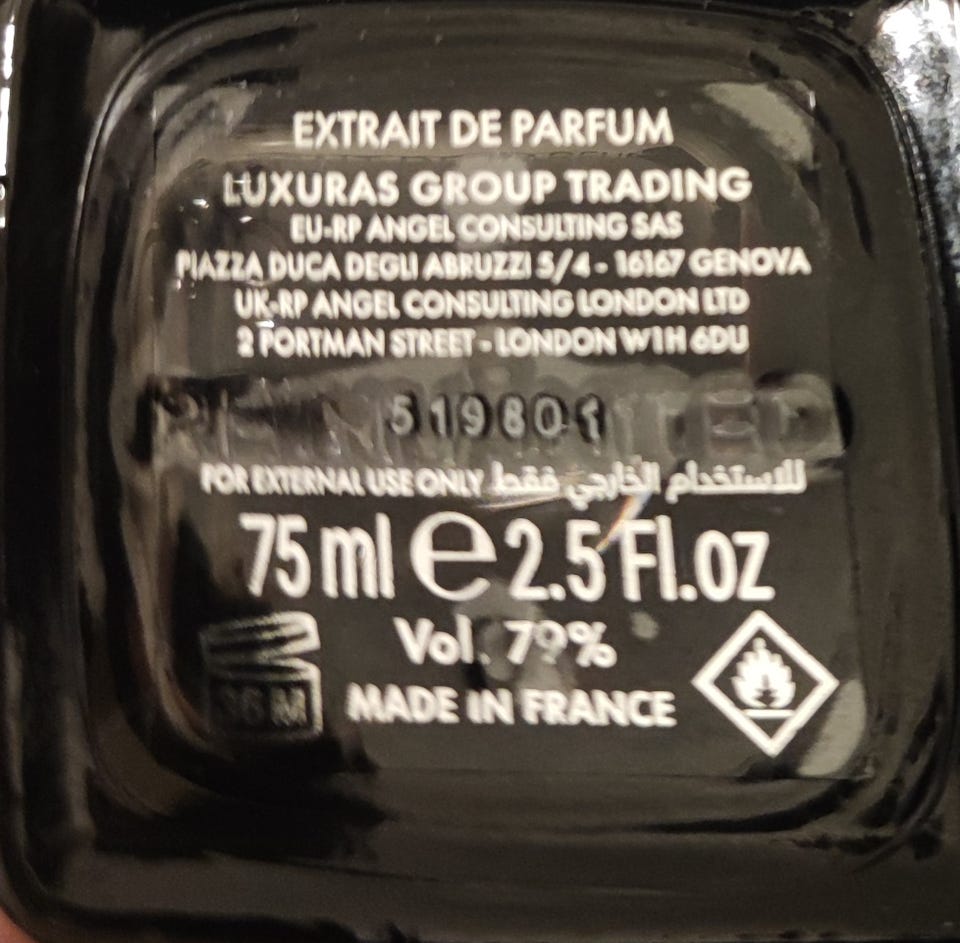 EXTRAIT DE PARFUM
LUXURAS GROUP TRADING
EU-RP ANGEL CONSULTING SAS
PIAZZA DUCA DEGLI ABRUZZI 5/4 - 16167 GENOVA
UK-RP ANGEL CONSULTING LONDON LTD
2 PORTMAN STREET - LONDON W1H 6DU
519801
FOR EXTERNAL USE ONLY للاستخدام الخارجي فقط
75 ml e 2.5 Fl.oz
Vol. 79%
36 M
MADE IN FRANCE